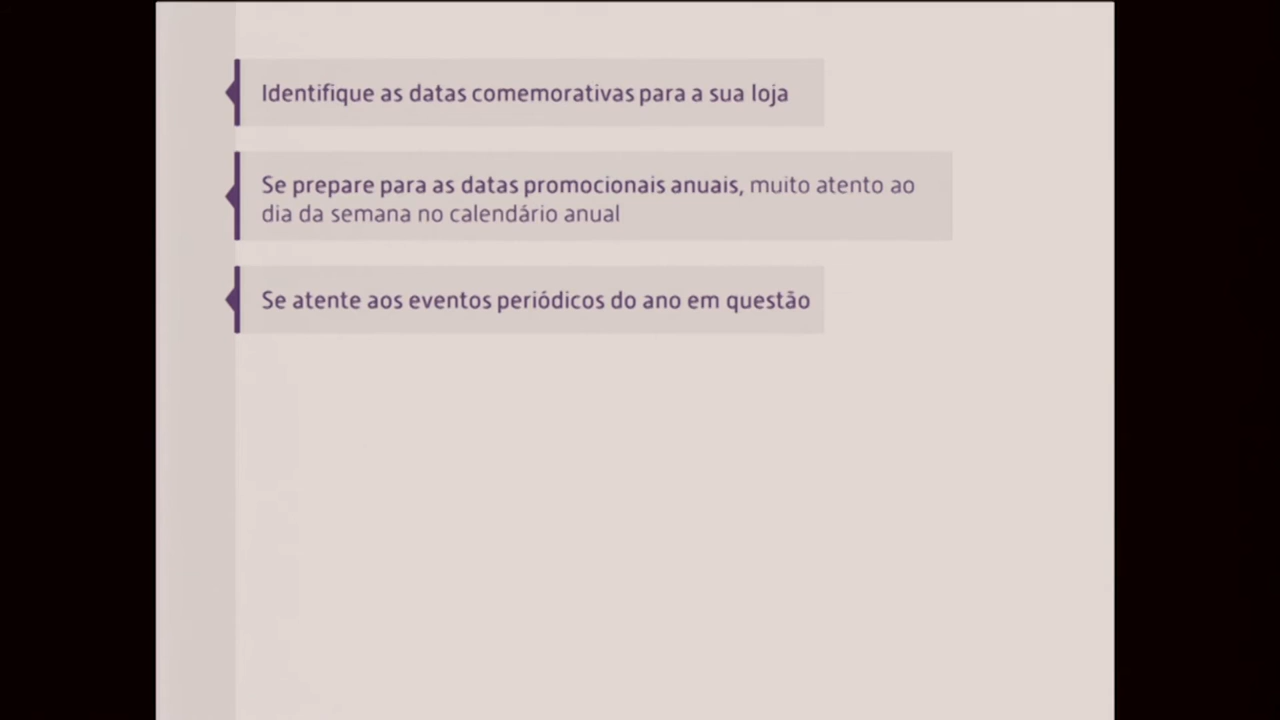 Identifique as datas comemorativas para a sua loja
Se prepare para as datas promocionais anuais, muito atento ao
dia da semana no calendário anual
Se atente aos eventos periódicos do ano em questão